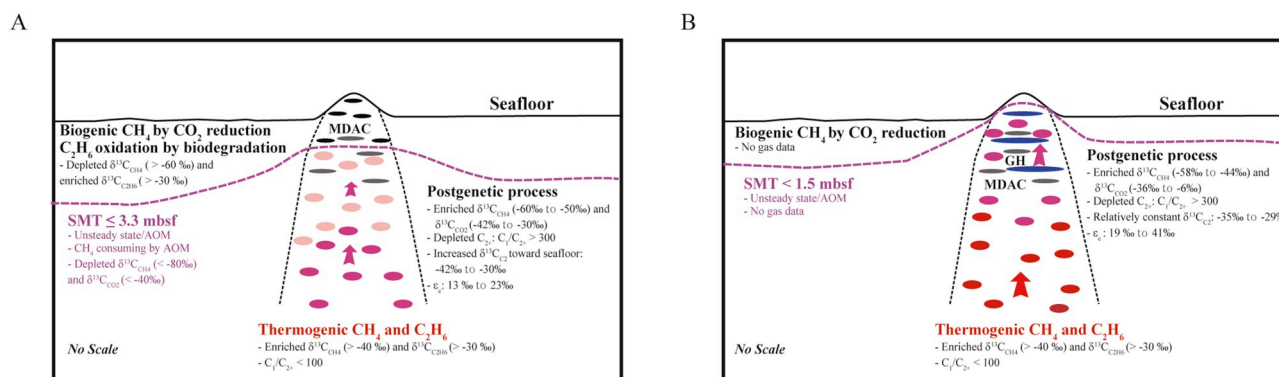 A
Seafloor
MDAC
Biogenic CH4 by CO2 reduction
C2H6 oxidation by biodegradation
- Depleted δ13CCH4 ( > -60 ‰) and
enriched δ13CC2H6 (> -30 ‰)
SMT ≤ 3.3 mbsf
- Unsteady state/AOM
- CH4 consuming by AOM
- Depleted δ13CCH4 (< -80‰)
and δ13CCO2 (< -40‰)
Postgenetic process
- Enriched δ13CCH4 (-60‰ to -50‰) and
δ13CCO2 (-42‰ to -30‰)
- Depleted C2+: C1/C2+ > 300
- Increased δ13CC2 toward seafloor:
-42‰ to -30‰
- εc: 13 ‰ to 23‰
Thermogenic CH4 and C2H6
- Enriched δ13CCH4 (> -40 ‰) and δ13CC2H6 (> -30 ‰)
- C1/C2+ < 100
No Scale
B
Seafloor
Biogenic CH4 by CO2 reduction
- No gas data
GH
MDAC
SMT < 1.5 mbsf
- Unsteady state/AOM
- No gas data
Postgenetic process
- Enriched δ13CCH4 (-58‰ to -44‰) and
δ13CCO2 (-36‰ to -6‰)
- Depleted C2+: C1/C2+ > 300
- Relatively constant δ13CC2: -35‰ to -29‰
- εc: 19 ‰ to 41‰
Thermogenic CH4 and C2H6
- Enriched δ13CCH4 (> -40 ‰) and δ13CC2H6 (> -30 ‰)
- C1/C2+ < 100
No Scale